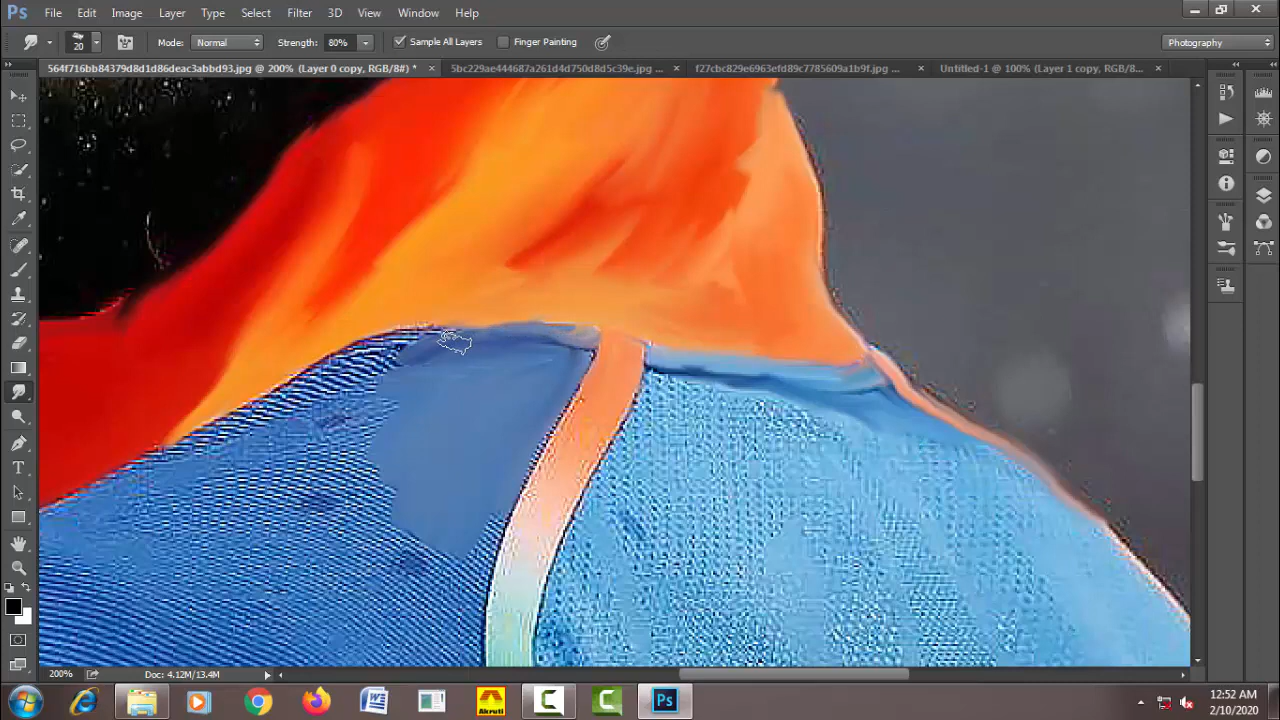 Ps File Edit Image Layer Type Select Filter 3D View Window Help
20 Mode: Normal Strength: 80% Sample All Layers Finger Painting Photography
564f716bb84379d8d1d86deac3abbd93.jpg @ 200% (Layer 0 copy, RGB/8#) * × 5bc229ae444687a261d4d750d8d5c39e.jpg ... × f27cbc829e6963efd89c7785609a1b9f.jpg ... × Untitled-1 @ 100% (Layer 1 copy, RGB/8... ×
T
200% Doc: 4.12M/13.4M
W Akruti C C Ps 12:52 AM
2/10/2020